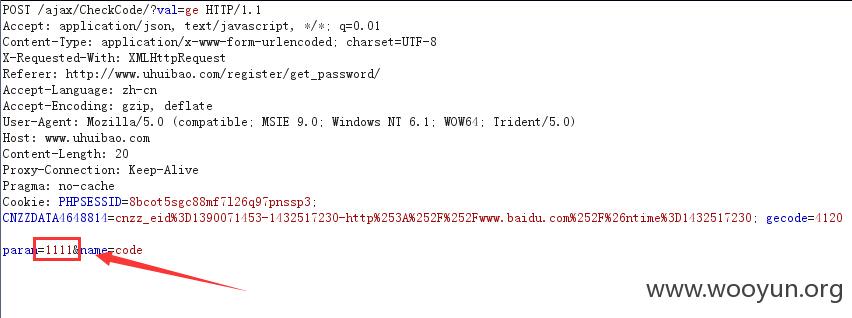 POST /ajax/CheckCode/?val=ge HTTP/1.1
Accept: application/json, text/javascript, */*; q=0.01
Content-Type: application/x-www-form-urlencoded; charset=UTF-8
X-Requested-With: XMLHttpRequest
Referer: http://www.uhuibao.com/register/get_password/
Accept-Language: zh-cn
Accept-Encoding: gzip, deflate
User-Agent: Mozilla/5.0 (compatible; MSIE 9.0; Windows NT 6.1; WOW64; Trident/5.0)
Host: www.uhuibao.com
Content-Length: 20
Proxy-Connection: Keep-Alive
Pragma: no-cache
Cookie: PHPSESSID=8bcot5sgc88mf7l26q97pnssp3;
CNZZDATA4648814=cnzz_eid%3D1390071453-1432517230-http%253A%252F%252Fwww.baidu.com%252F%26ntime%3D1432517230; gecode=4120
param=1111&name=code
www.wooyun.org